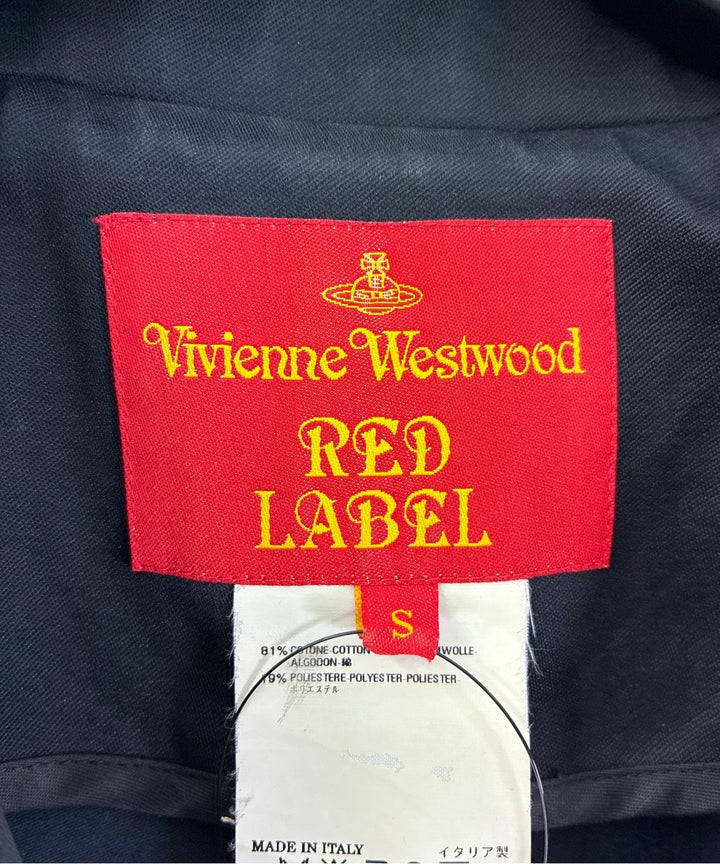 Vivienne Westwood
RED
LABEL
S
81% COTONE-COTTON
ALGODON-綿
19% POLIESTERE-POLYESTER-POLIESTER-
ポリエステル
MADE IN ITALY イタリア製